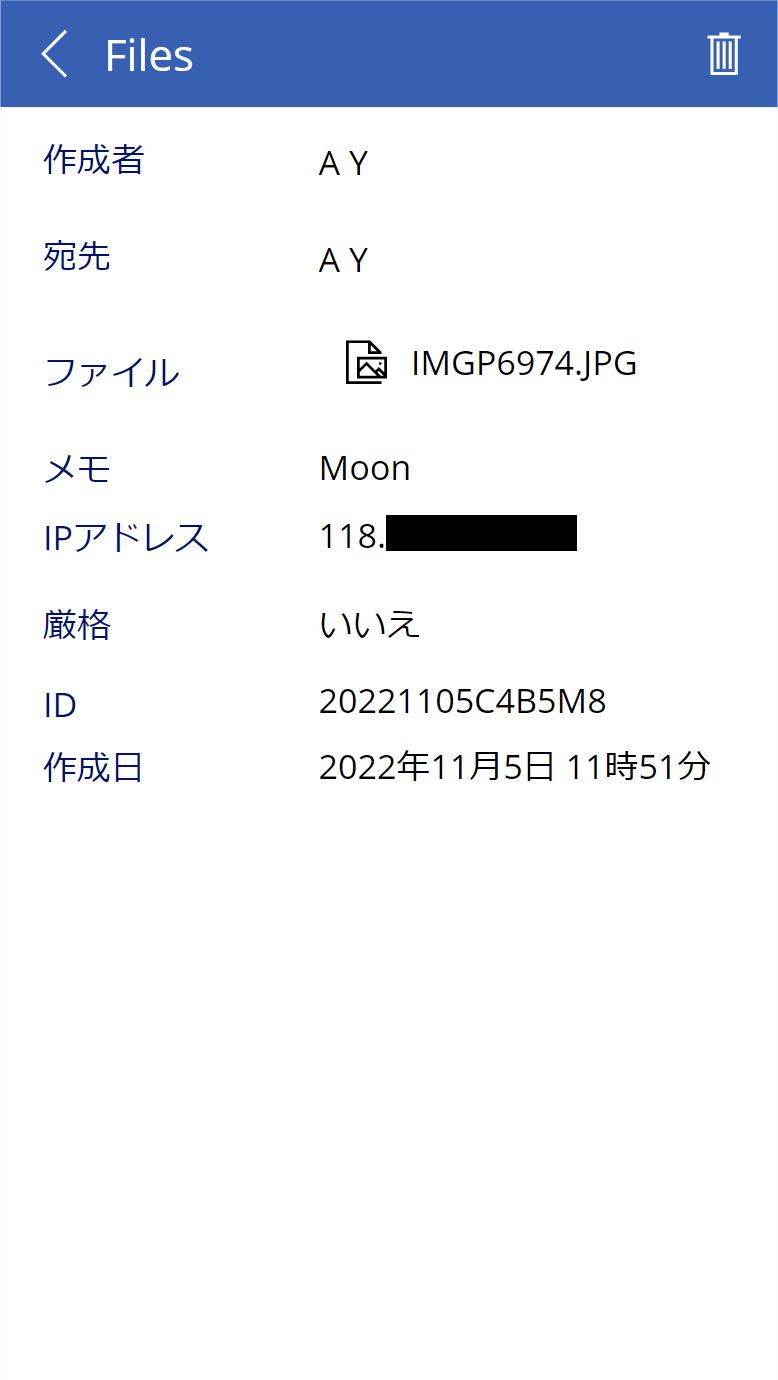 Files
作成者 A Y
宛先 A Y
ファイル IMGP6974.JPG
メモ Moon
IPアドレス 118.
厳格 いいえ
ID 20221105C4B5M8
作成日 2022年11月5日 11時51分